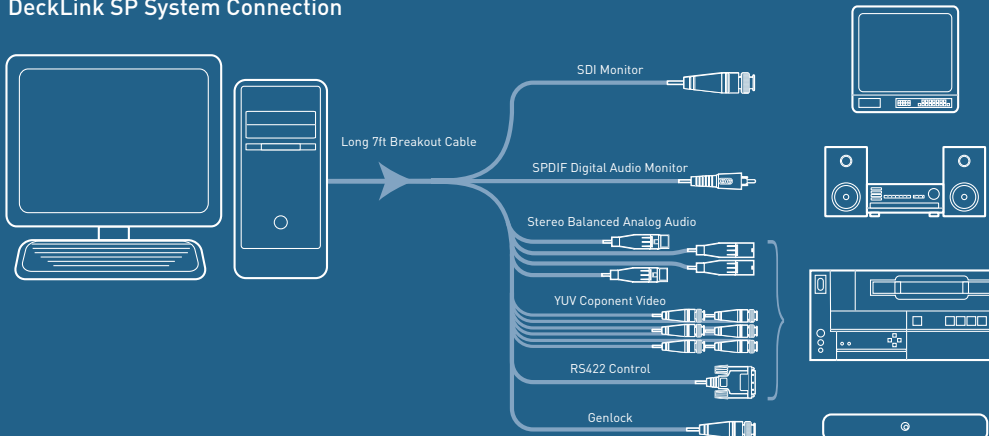 DeckLink SP System Connection
SDI Monitor
Long 7ft Breakout Cable
SPDIF Digital Audio Monitor
Stereo Balanced Analog Audio
YUV Coponent Video
RS422 Control
Genlock